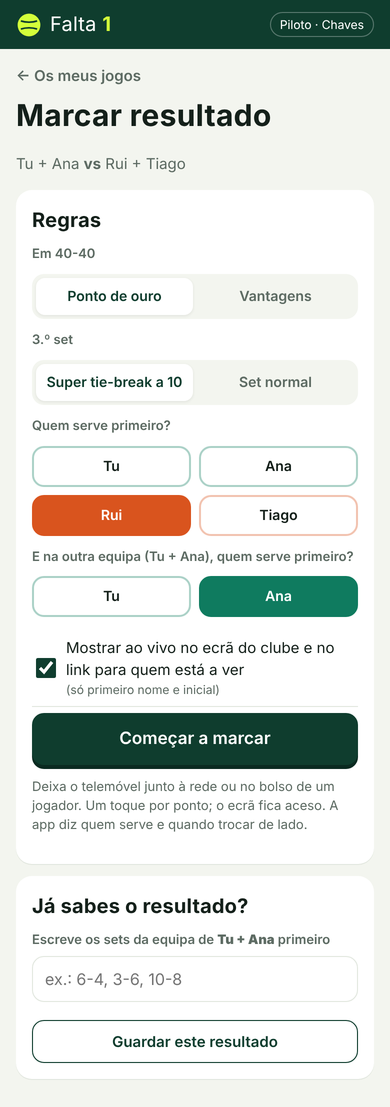 Falta 1
Piloto · Chaves
← Os meus jogos
Marcar resultado
Tu + Ana vs Rui + Tiago
Regras
Em 40-40
Ponto de ouro
Vantagens
3.º set
Super tie-break a 10
Set normal
Quem serve primeiro?
Tu
Ana
Rui
Tiago
E na outra equipa (Tu + Ana), quem serve primeiro?
Tu
Ana
Mostrar ao vivo no ecrã do clube e no
link para quem está a ver
(só primeiro nome e inicial)
Começar a marcar
Deixa o telemóvel junto à rede ou no bolso de um
jogador. Um toque por ponto; o ecrã fica aceso. A
app diz quem serve e quando trocar de lado.
Já sabes o resultado?
Escreve os sets da equipa de Tu + Ana primeiro
ex.: 6-4, 3-6, 10-8
Guardar este resultado